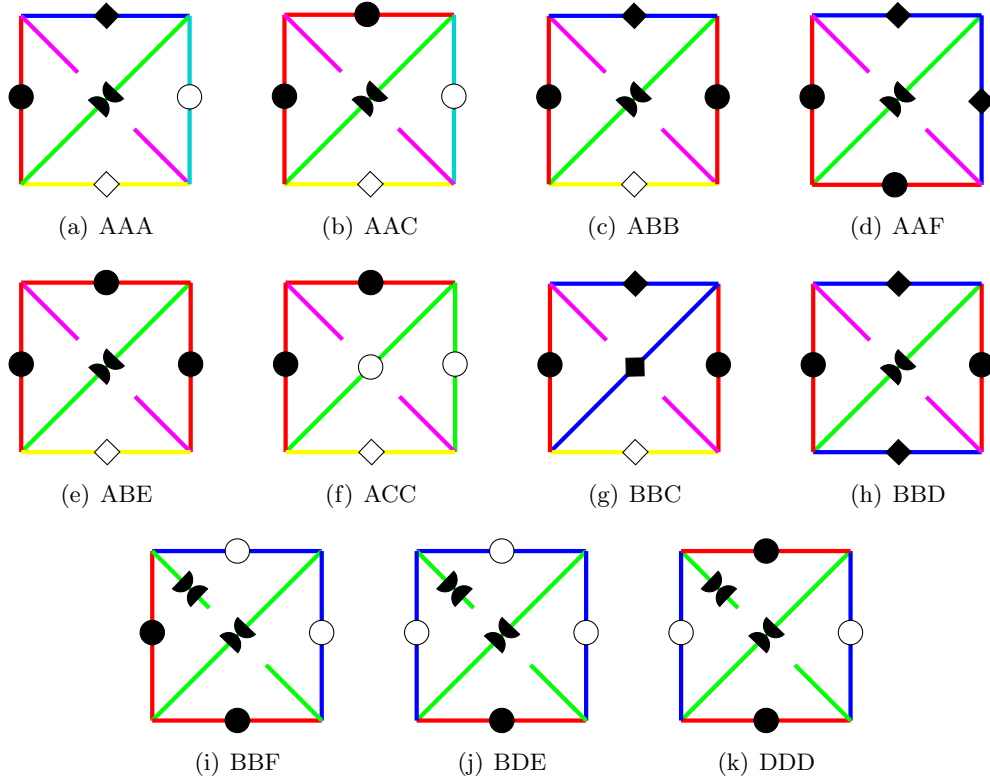 (a) AAA (b) AAC (c) ABB (d) AAF
(e) ABE (f) ACC (g) BBC (h) BBD
(i) BBF (j) BDE (k) DDD